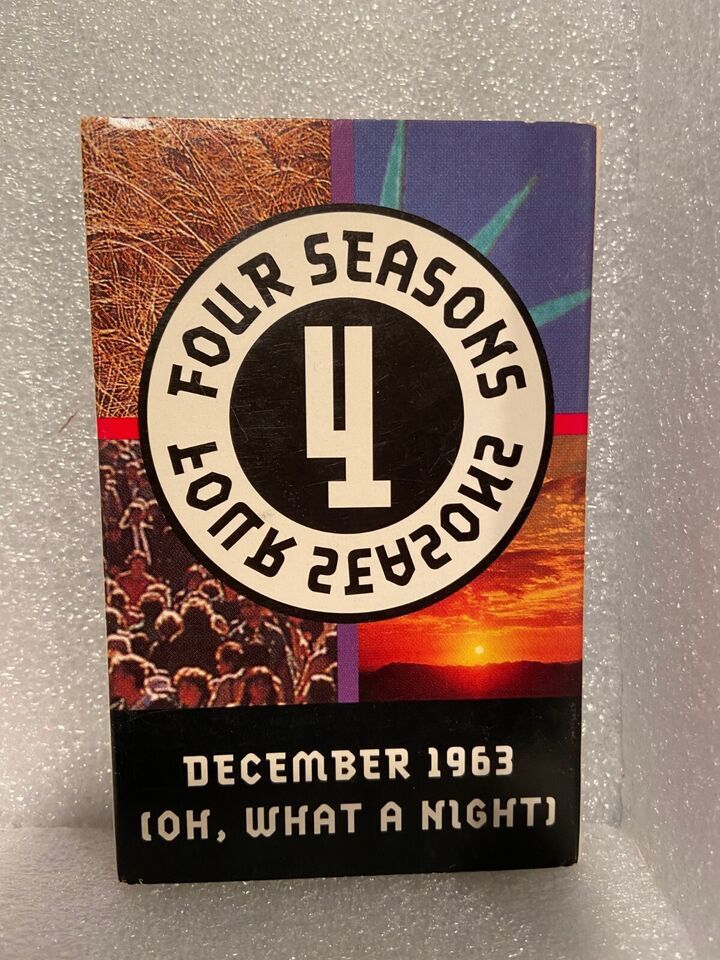 FOUR SEASONS
4
FOUR SEASONS
DECEMBER 1963
(OH, WHAT A NIGHT)